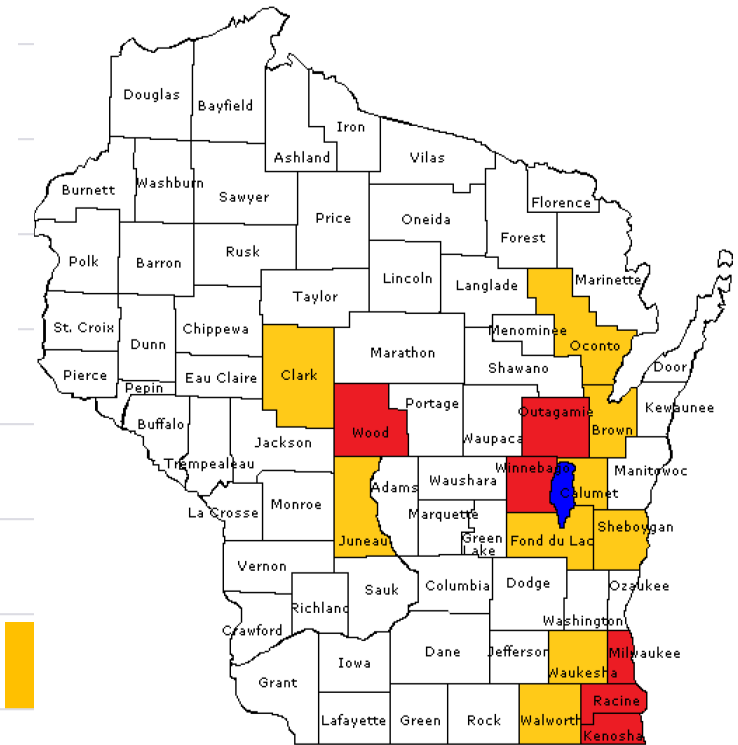 Douglas
Bayfield
Iron
Ashland
Vilas
Burnett
Washburn
Sawyer
Florence
Price
Oneida
Forest
Polk
Barron
Rusk
Lincoln
Langlade
Marinette
Taylor
St. Croix
Chippewa
Menominee
Dunn
Oconto
Marathon
Shawano
Door
Pierce
Eau Claire
Clark
Pepin
Portage
Outagamie
Kewaunee
Buffalo
Wood
Brown
Jackson
Waupaca
Trempealeau
Winnebago
Manitowoc
Waushara
Adams
Calumet
Monroe
La Crosse
Marquette
Sheboygan
Juneau
Green
Lake
Fond du Lac
Vernon
Sauk
Columbia
Dodge
Ozaukee
Richland
Washington
Crawford
Dane
Jefferson
Milwaukee
Iowa
Waukesha
Grant
Racine
Lafayette
Green
Rock
Walworth
Kenosha